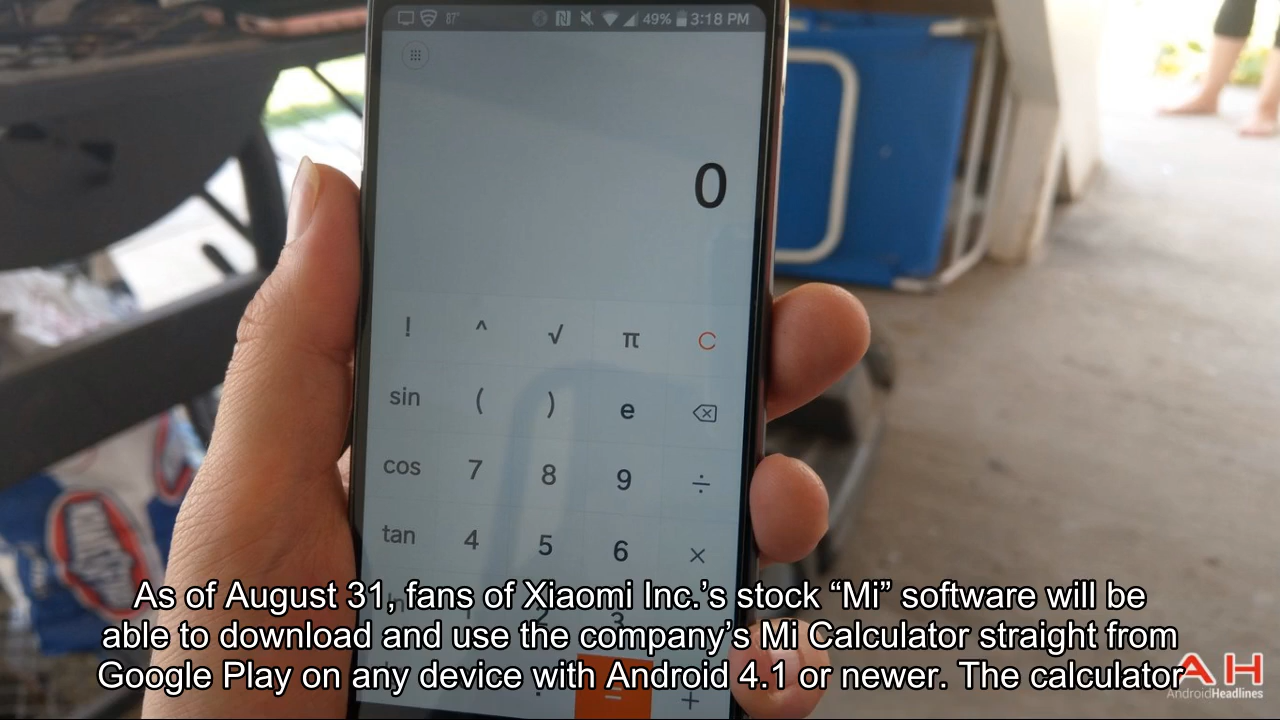 87° 49% 3:18 PM
0
! ^ √ π C
sin ( ) e
cos 7 8 9 ÷
tan 4 5 6 ×
As of August 31, fans of Xiaomi Inc.’s stock “Mi” software will be
able to download and use the company’s Mi Calculator straight from
Google Play on any device with Android 4.1 or newer. The calculator
= +
AH
AndroidHeadlines
KINGSFORD